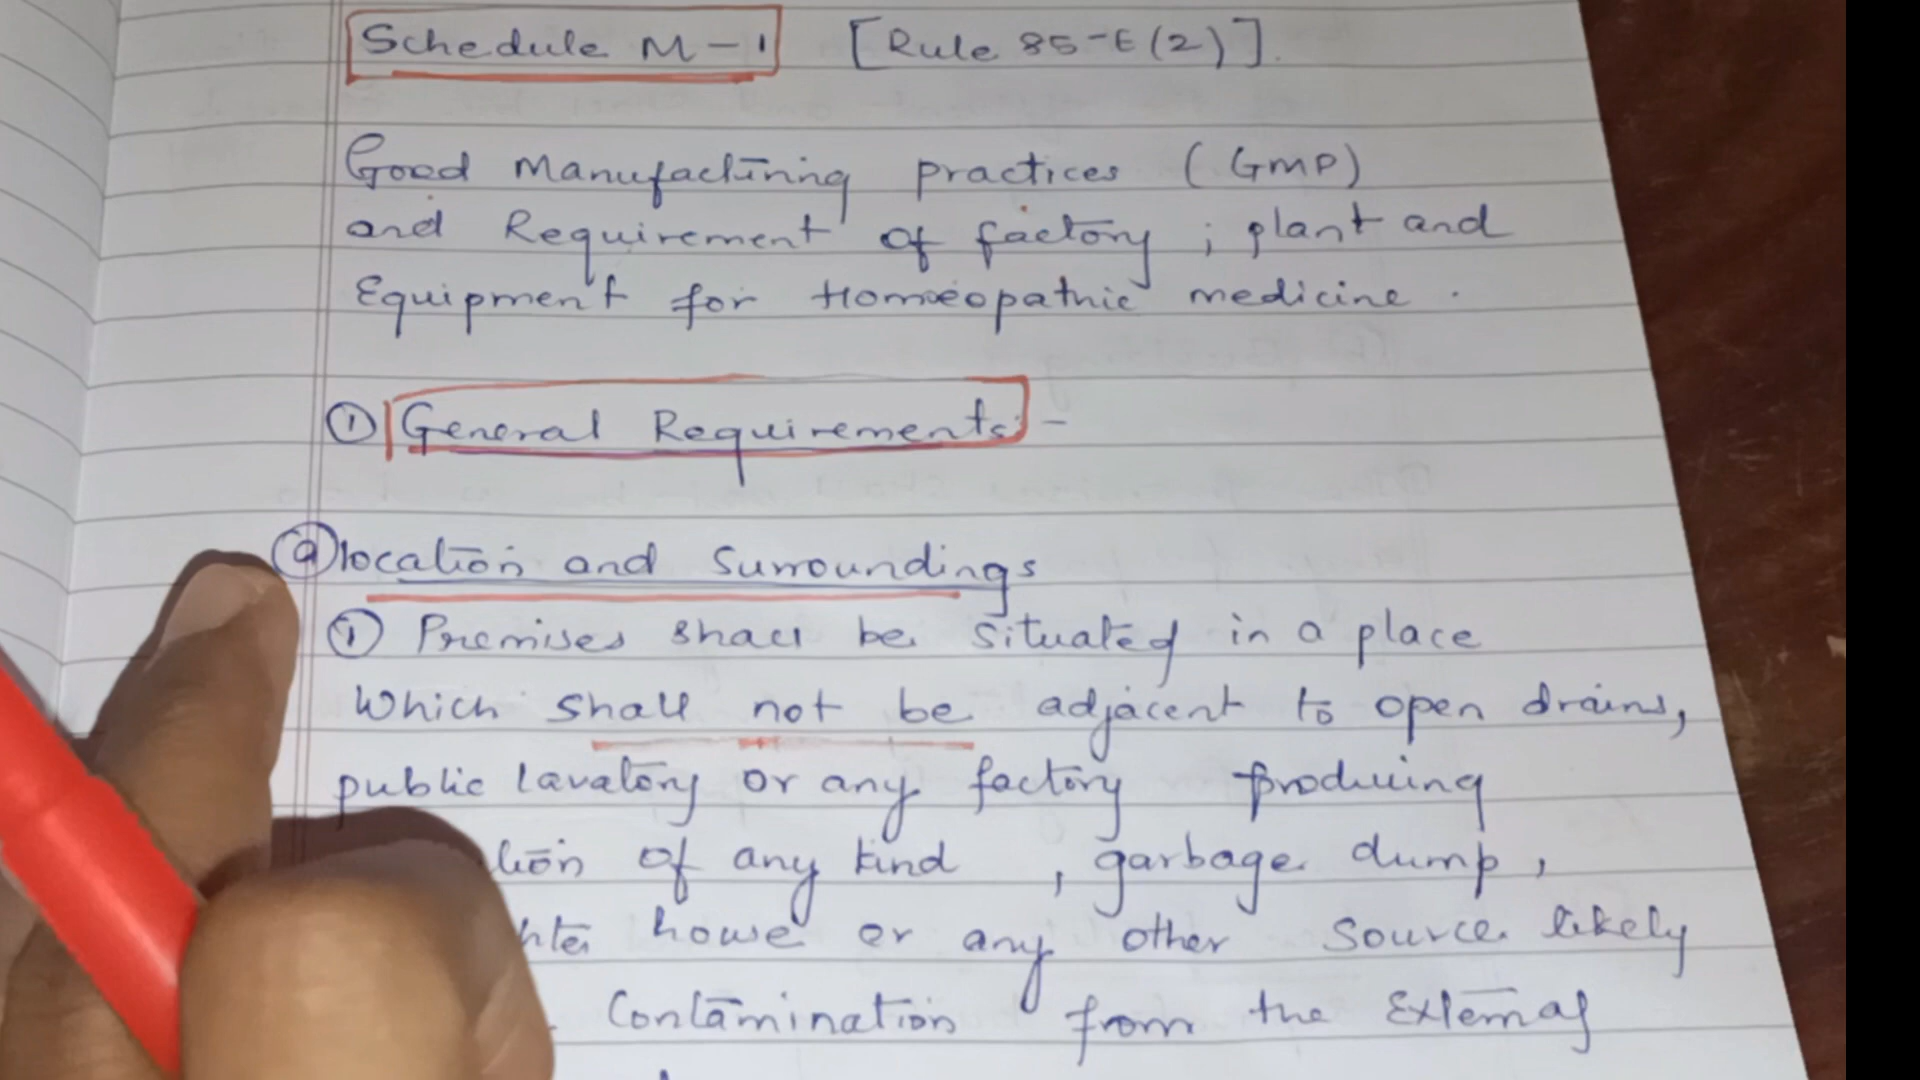 Schedule M-1 [Rule 85-E(2)].
Good Manufacturing practices (GMP)
and Requirement of factory ; plant and
Equipment for Homoeopathic medicine.
① General Requirements :-
ⓐ location and Surroundings
① Premises shall be situated in a place
Which shall not be adjacent to open drains,
public lavatory or any factory producing
of any kind , garbage dump ,
house or any other source likely
Contamination from the External